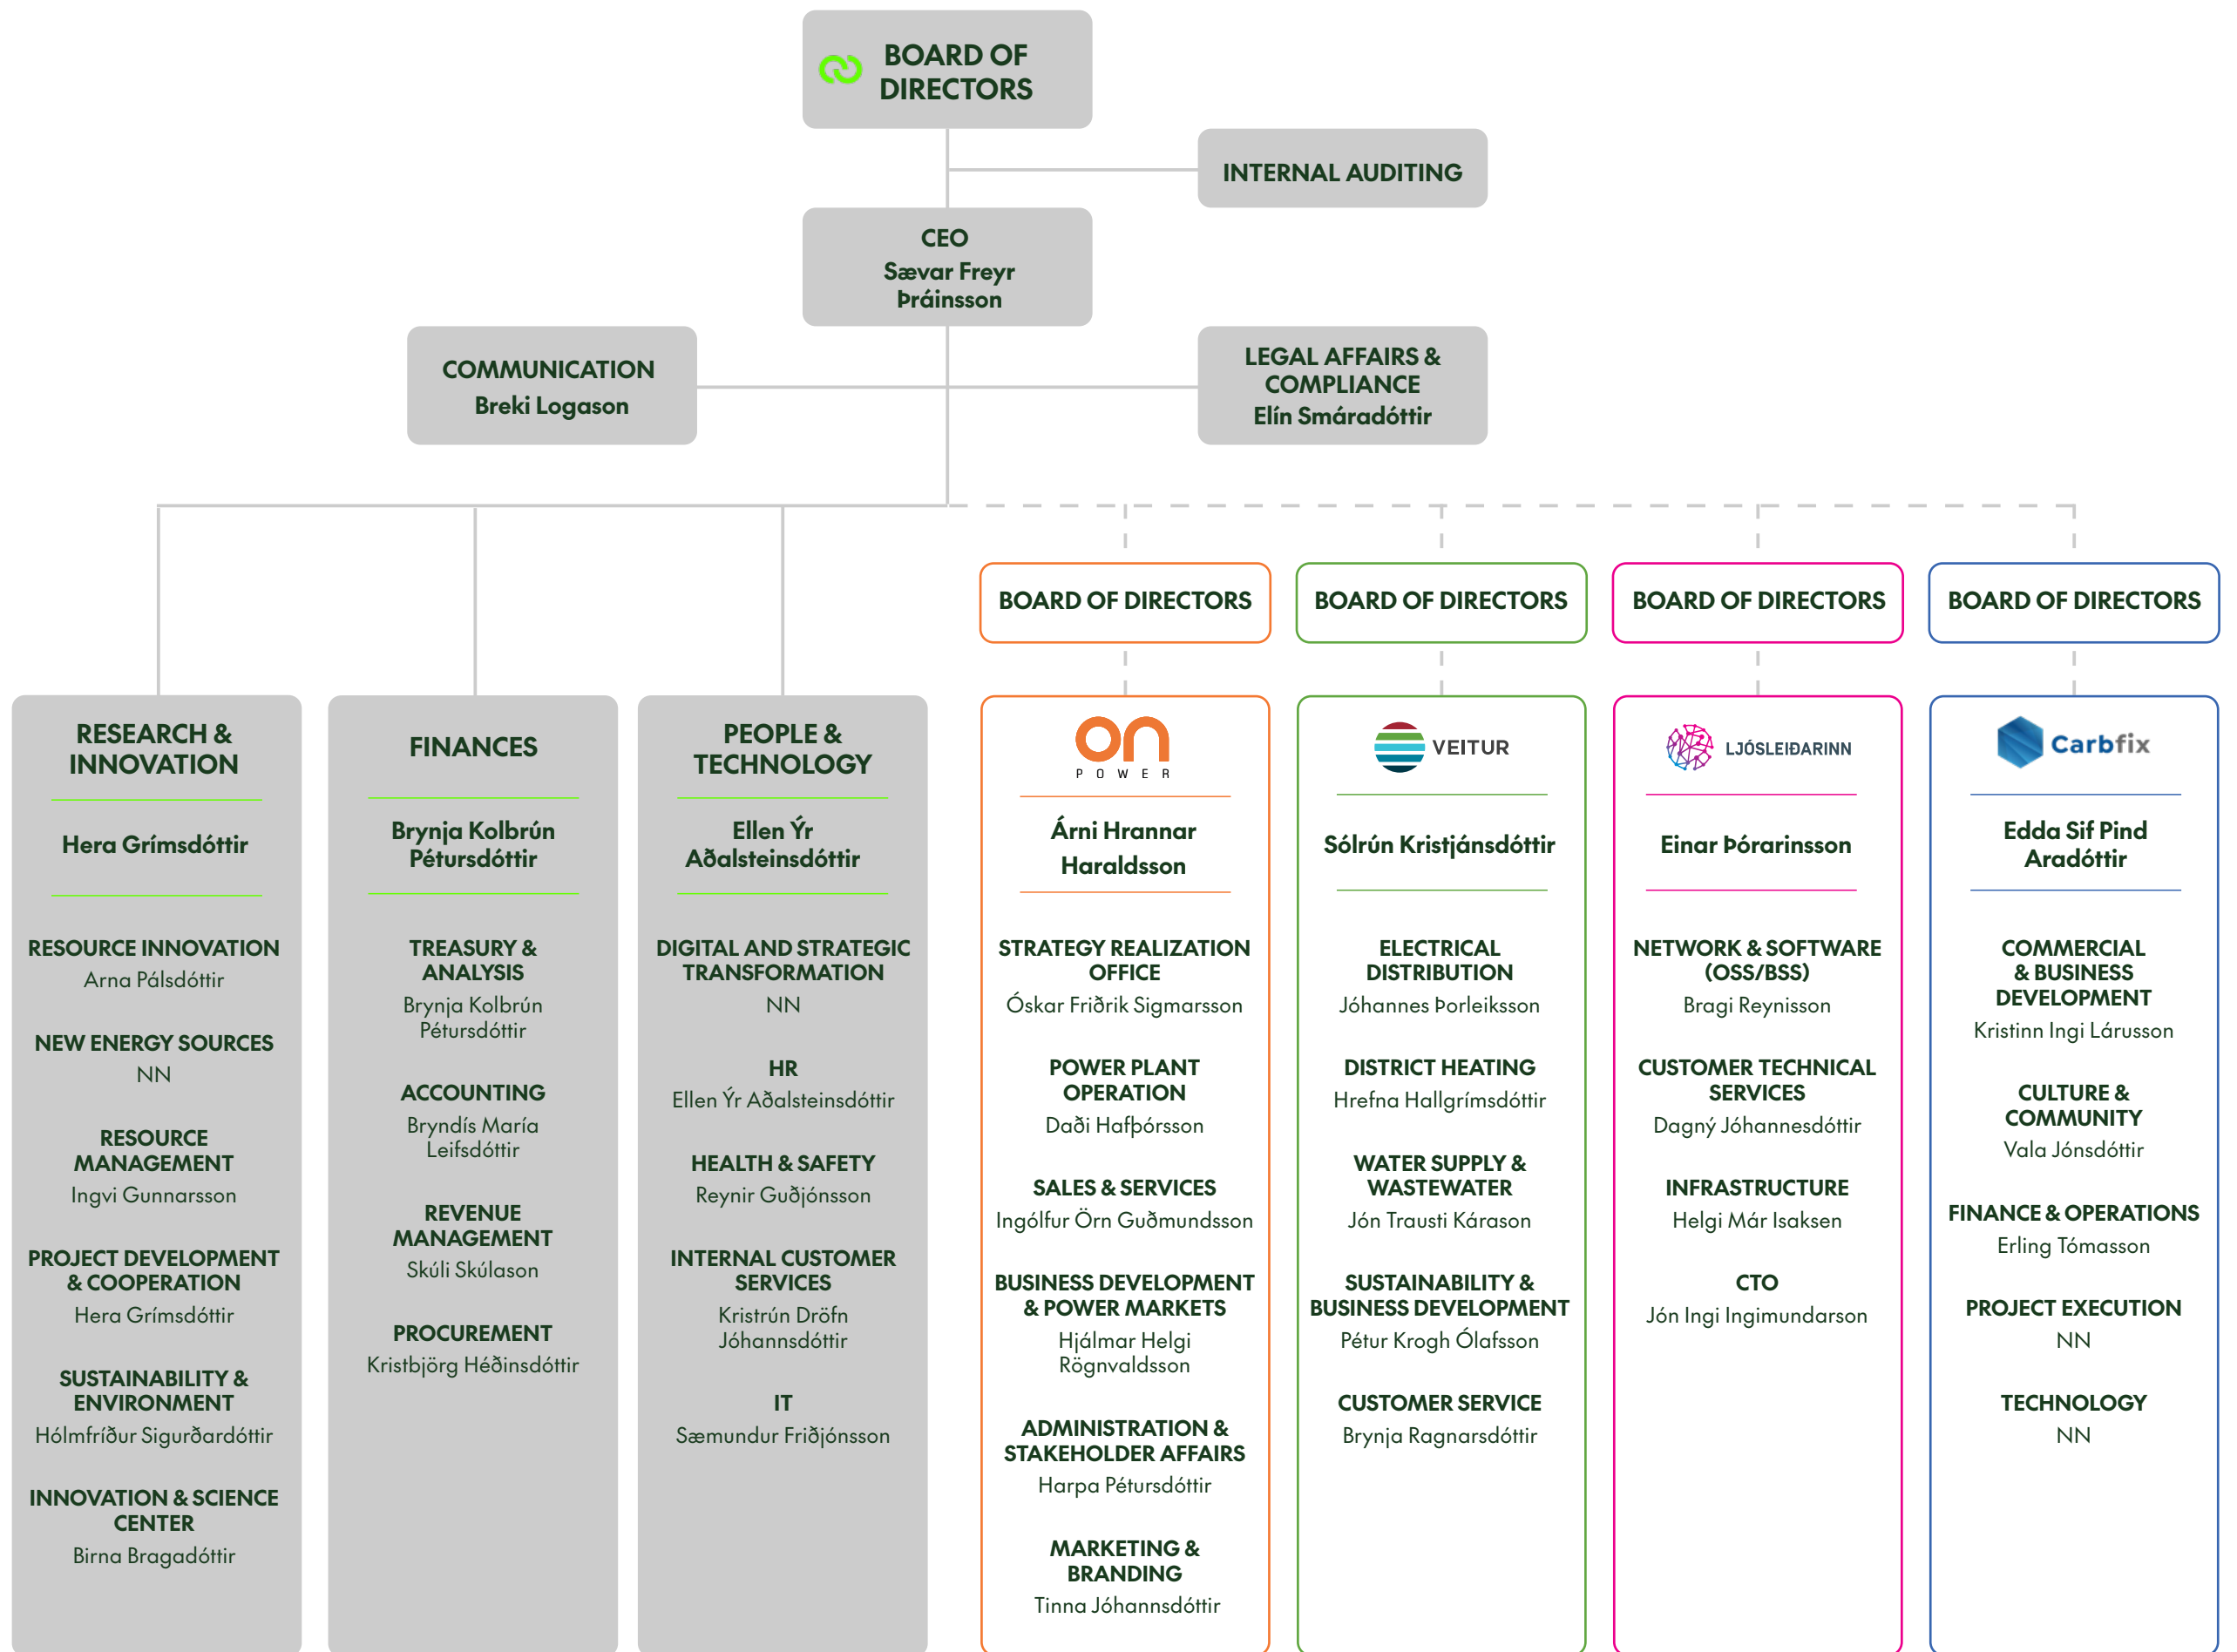 BOARD OF
DIRECTORS
INTERNAL AUDITING
CEO
Sævar Freyr
Þráinsson
COMMUNICATION
Breki Logason
LEGAL AFFAIRS &
COMPLIANCE
Elín Smáradóttir
BOARD OF DIRECTORS
BOARD OF DIRECTORS
BOARD OF DIRECTORS
BOARD OF DIRECTORS
RESEARCH &
INNOVATION
Hera Grímsdóttir
RESOURCE INNOVATION
Arna Pálsdóttir
NEW ENERGY SOURCES
NN
RESOURCE
MANAGEMENT
Ingvi Gunnarsson
PROJECT DEVELOPMENT
& COOPERATION
Hera Grímsdóttir
SUSTAINABILITY &
ENVIRONMENT
Hólmfríður Sigurðardóttir
INNOVATION & SCIENCE
CENTER
Birna Bragadóttir
FINANCES
Brynja Kolbrún
Pétursdóttir
TREASURY &
ANALYSIS
Brynja Kolbrún
Pétursdóttir
ACCOUNTING
Bryndís María
Leifsdóttir
REVENUE
MANAGEMENT
Skúli Skúlason
PROCUREMENT
Kristbjörg Héðinsdóttir
PEOPLE &
TECHNOLOGY
Ellen Ýr
Aðalsteinsdóttir
DIGITAL AND STRATEGIC
TRANSFORMATION
NN
HR
Ellen Ýr Aðalsteinsdóttir
HEALTH & SAFETY
Reynir Guðjónsson
INTERNAL CUSTOMER
SERVICES
Kristrún Dröfn
Jóhannsdóttir
IT
Sæmundur Friðjónsson
on
POWER
Árni Hrannar
Haraldsson
STRATEGY REALIZATION
OFFICE
Óskar Friðrik Sigmarsson
POWER PLANT
OPERATION
Daði Hafþórsson
SALES & SERVICES
Ingólfur Örn Guðmundsson
BUSINESS DEVELOPMENT
& POWER MARKETS
Hjálmar Helgi
Rögnvaldsson
ADMINISTRATION &
STAKEHOLDER AFFAIRS
Harpa Pétursdóttir
MARKETING &
BRANDING
Tinna Jóhannsdóttir
VEITUR
Sólrún Kristjánsdóttir
ELECTRICAL
DISTRIBUTION
Jóhannes Þorleiksson
DISTRICT HEATING
Hrefna Hallgrímsdóttir
WATER SUPPLY &
WASTEWATER
Jón Trausti Kárason
SUSTAINABILITY &
BUSINESS DEVELOPMENT
Pétur Krogh Ólafsson
CUSTOMER SERVICE
Brynja Ragnarsdóttir
LJÓSLEIÐARINN
Einar Þórarinsson
NETWORK & SOFTWARE
(OSS/BSS)
Bragi Reynisson
CUSTOMER TECHNICAL
SERVICES
Dagný Jóhannesdóttir
INFRASTRUCTURE
Helgi Már Isaksen
CTO
Jón Ingi Ingimundarson
Carbfix
Edda Sif Pind
Aradóttir
COMMERCIAL
& BUSINESS
DEVELOPMENT
Kristinn Ingi Lárusson
CULTURE &
COMMUNITY
Vala Jónsdóttir
FINANCE & OPERATIONS
Erling Tómasson
PROJECT EXECUTION
NN
TECHNOLOGY
NN